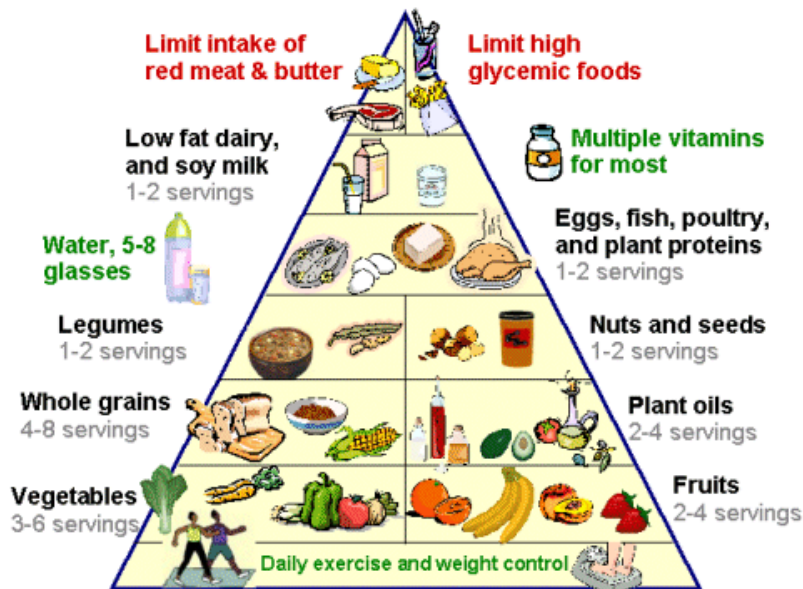 Limit intake of
red meat & butter
Limit high
glycemic foods
Low fat dairy,
and soy milk
1-2 servings
Multiple vitamins
for most
Water, 5-8
glasses
Eggs, fish, poultry,
and plant proteins
1-2 servings
Legumes
1-2 servings
Nuts and seeds
1-2 servings
Whole grains
4-8 servings
Plant oils
2-4 servings
Vegetables
3-6 servings
Fruits
2-4 servings
Daily exercise and weight control